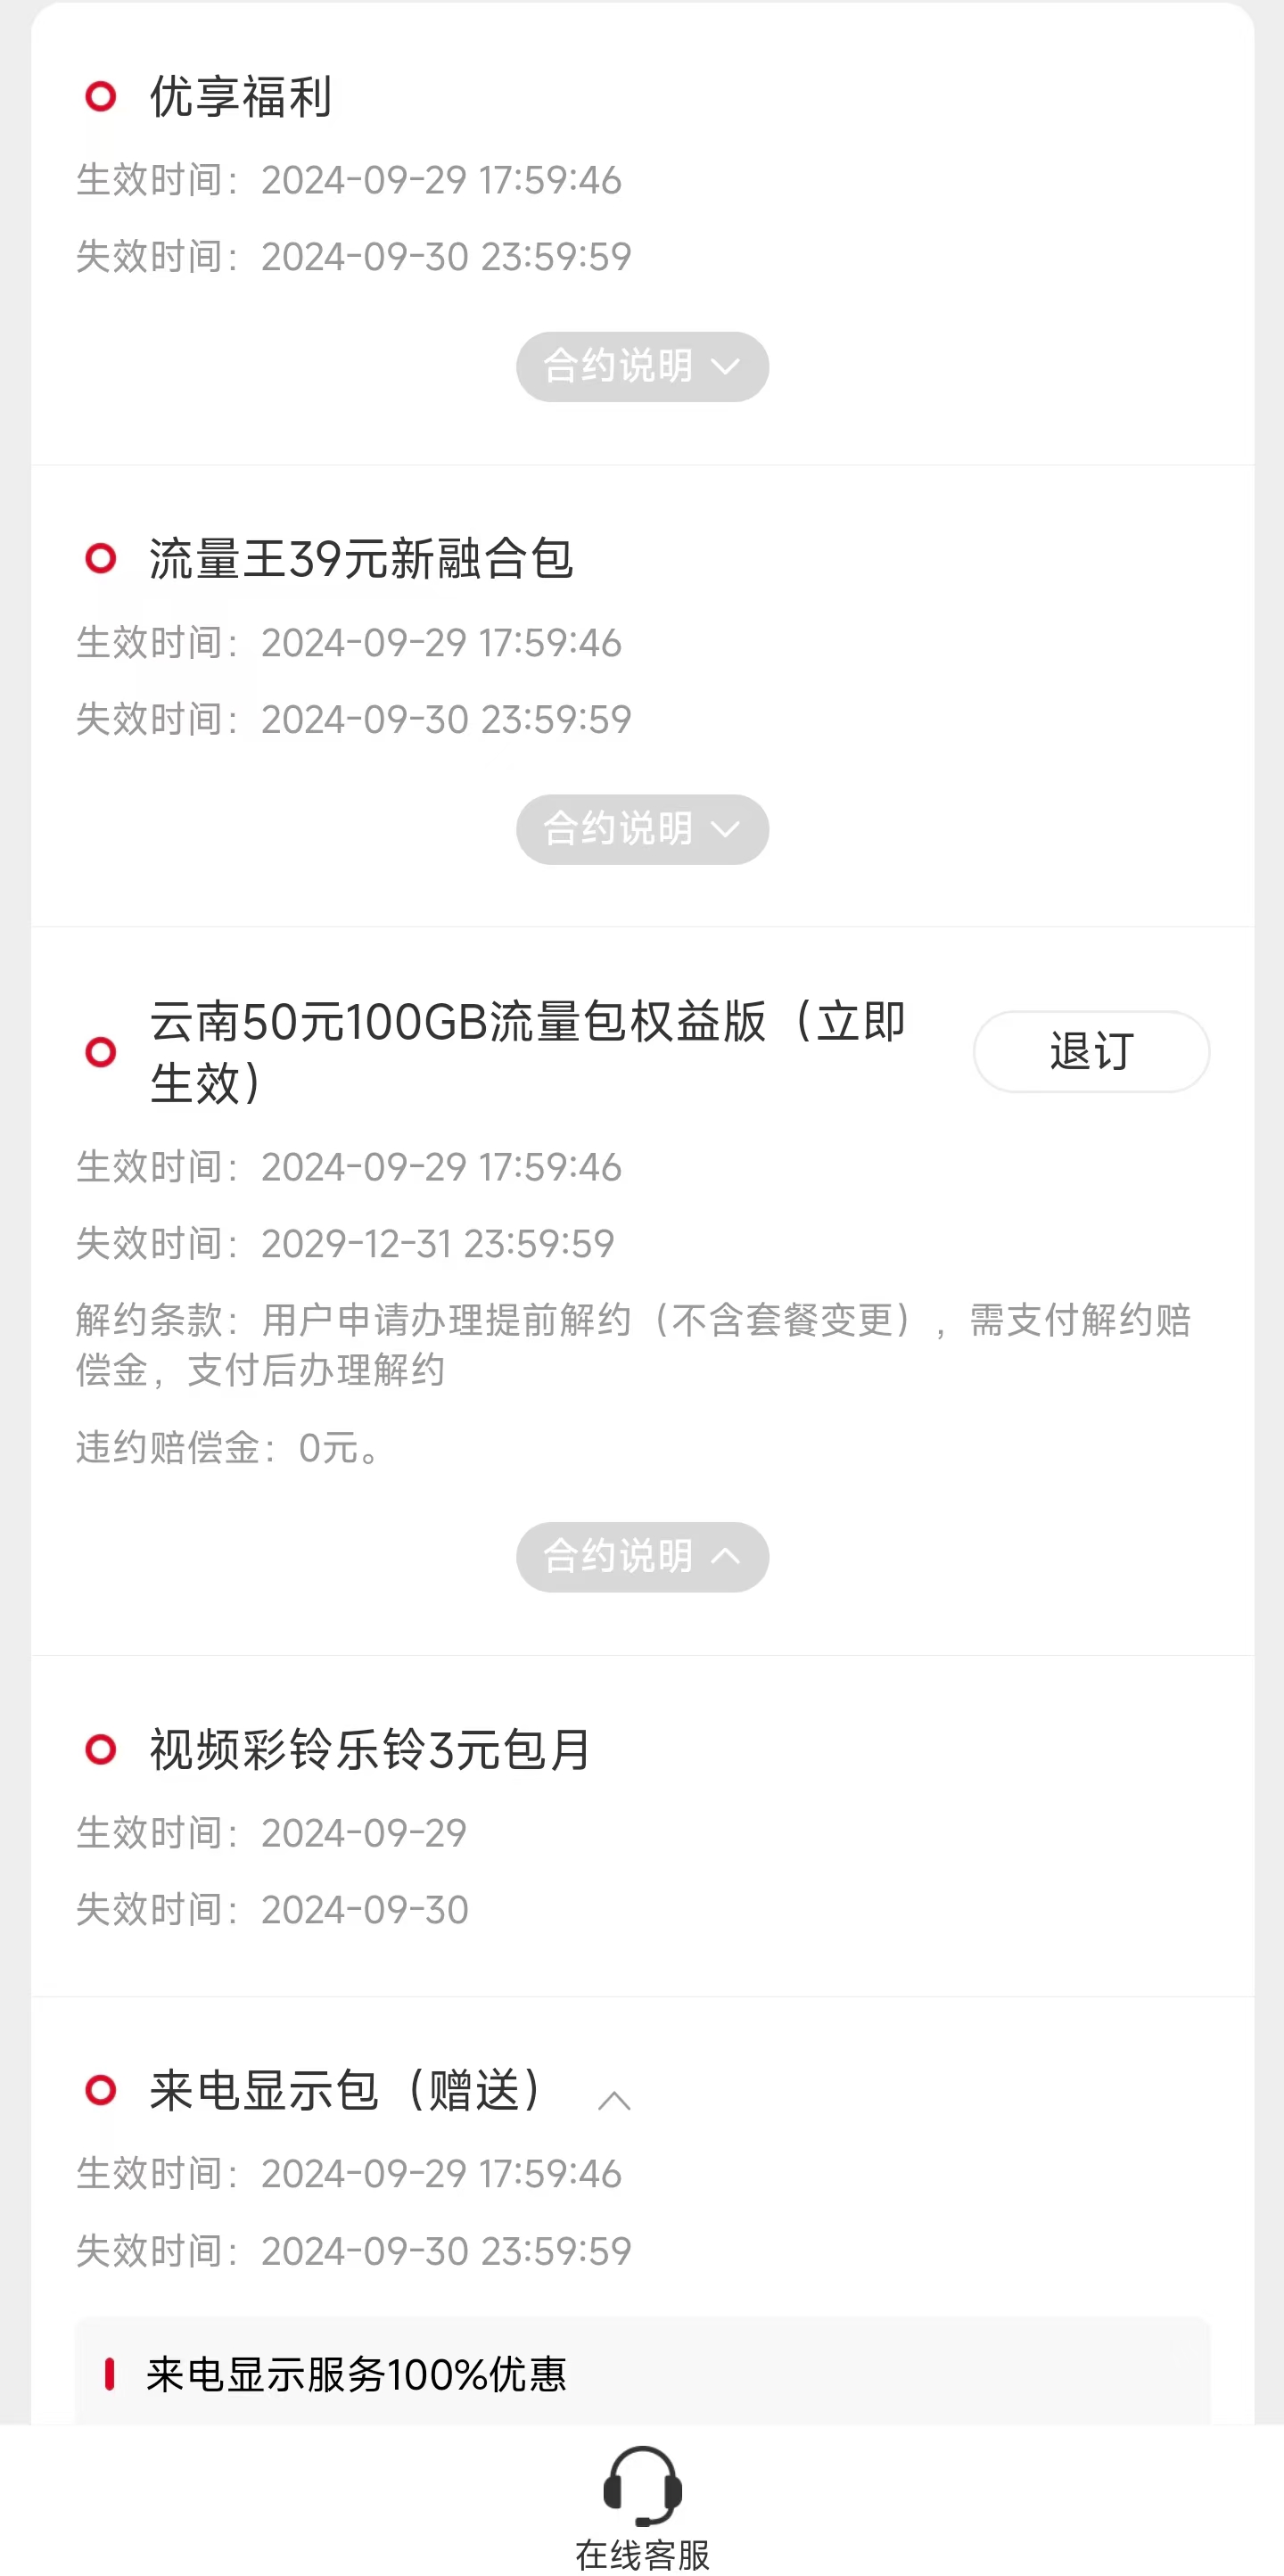 优享福利
生效时间：2024-09-29 17:59:46
失效时间：2024-09-30 23:59:59
合约说明
流量王39元新融合包
生效时间：2024-09-29 17:59:46
失效时间：2024-09-30 23:59:59
合约说明
云南50元100GB流量包权益版（立即
生效）
退订
生效时间：2024-09-29 17:59:46
失效时间：2029-12-31 23:59:59
解约条款：用户申请办理提前解约（不含套餐变更），需支付解约赔
偿金，支付后办理解约
违约赔偿金：0元。
合约说明
视频彩铃乐铃3元包月
生效时间：2024-09-29
失效时间：2024-09-30
来电显示包（赠送）
生效时间：2024-09-29 17:59:46
失效时间：2024-09-30 23:59:59
来电显示服务100%优惠
在线客服